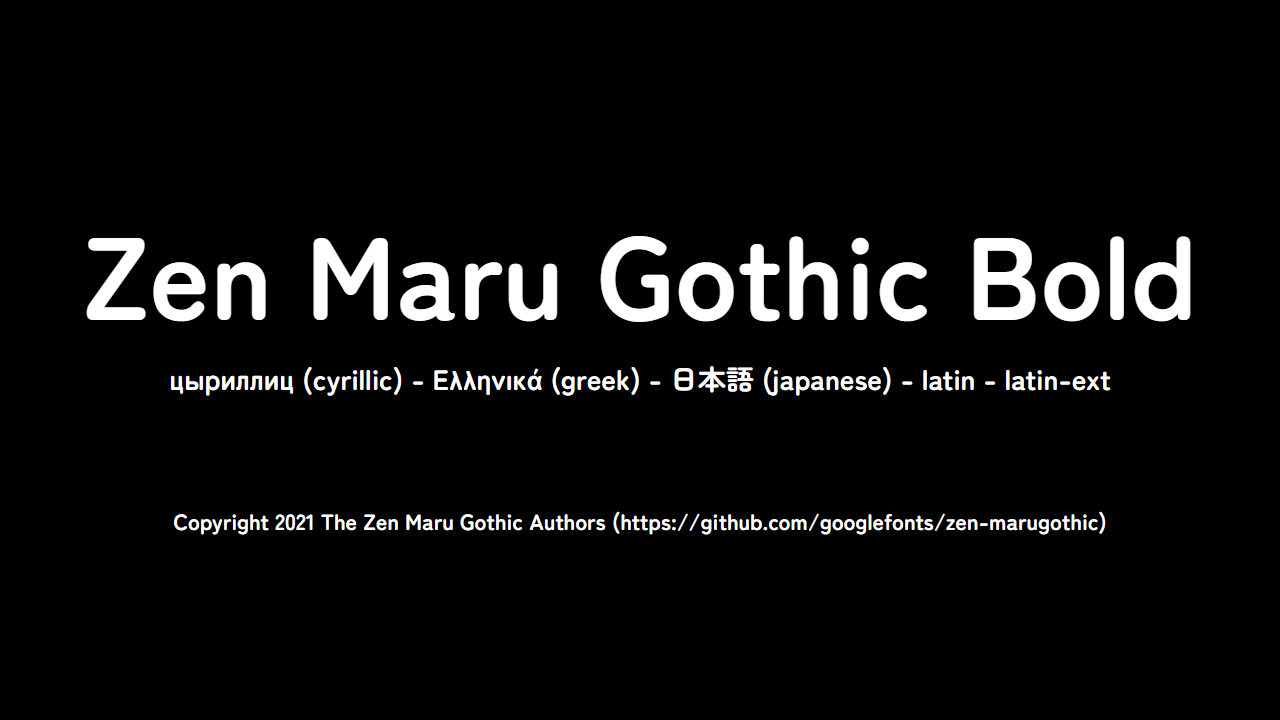 Zen Maru Gothic Bold
цыриллиц (cyrillic) - Ελληνικά (greek) - 日本語 (japanese) - latin - latin-ext
Copyright 2021 The Zen Maru Gothic Authors (https://github.com/googlefonts/zen-marugothic)